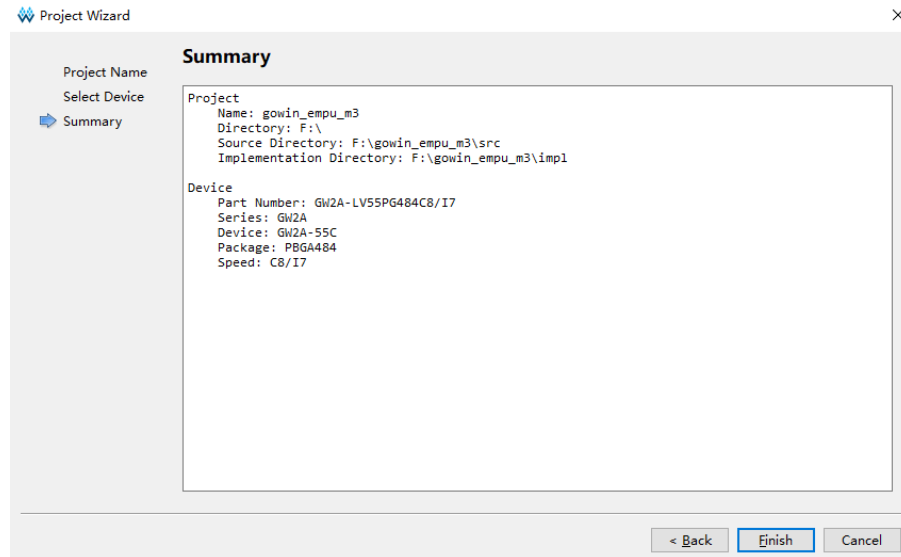 Project Wizard
Project Name
Select Device
Summary
Summary
Project
Name: gowin_empu_m3
Directory: F:\
Source Directory: F:\gowin_empu_m3\src
Implementation Directory: F:\gowin_empu_m3\impl
Device
Part Number: GW2A-LV55PG484C8/I7
Series: GW2A
Device: GW2A-55C
Package: PBGA484
Speed: C8/I7
< Back
Finish
Cancel